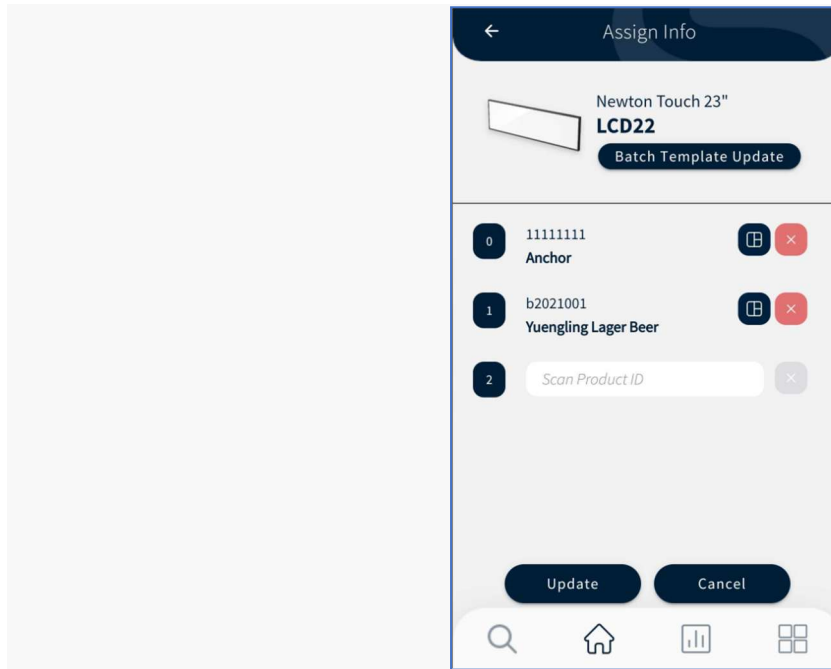 Assign Info
Newton Touch 23"
LCD22
Batch Template Update
0
11111111
Anchor
1
b2021001
Yuengling Lager Beer
2
Scan Product ID
Update
Cancel